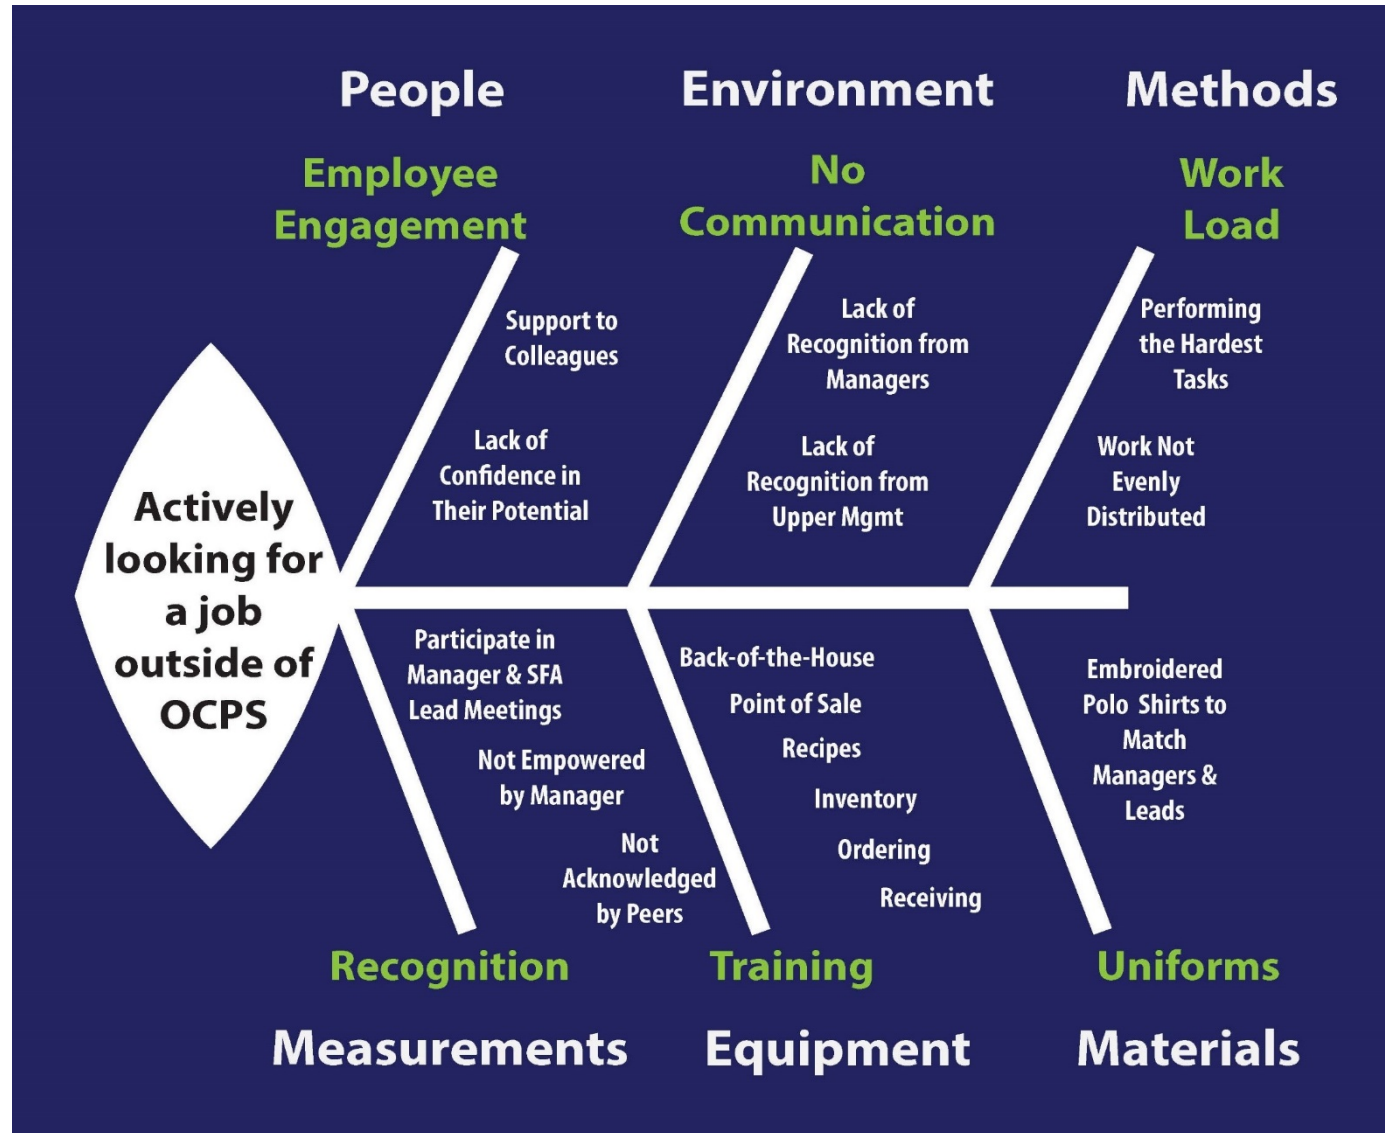 People
Environment
Methods
Employee
Engagement
No
Communication
Work
Load
Support to
Colleagues
Lack of
Confidence in
Their Potential
Lack of
Recognition from
Managers
Lack of
Recognition from
Upper Mgmt
Performing
the Hardest
Tasks
Work Not
Evenly
Distributed
Actively
looking for
a job
outside of
OCPS
Participate in
Manager & SFA
Lead Meetings
Not Empowered
by Manager
Not
Acknowledged
by Peers
Back-of-the-House
Point of Sale
Recipes
Inventory
Ordering
Receiving
Embroidered
Polo Shirts to
Match
Managers &
Leads
Recognition
Training
Uniforms
Measurements
Equipment
Materials